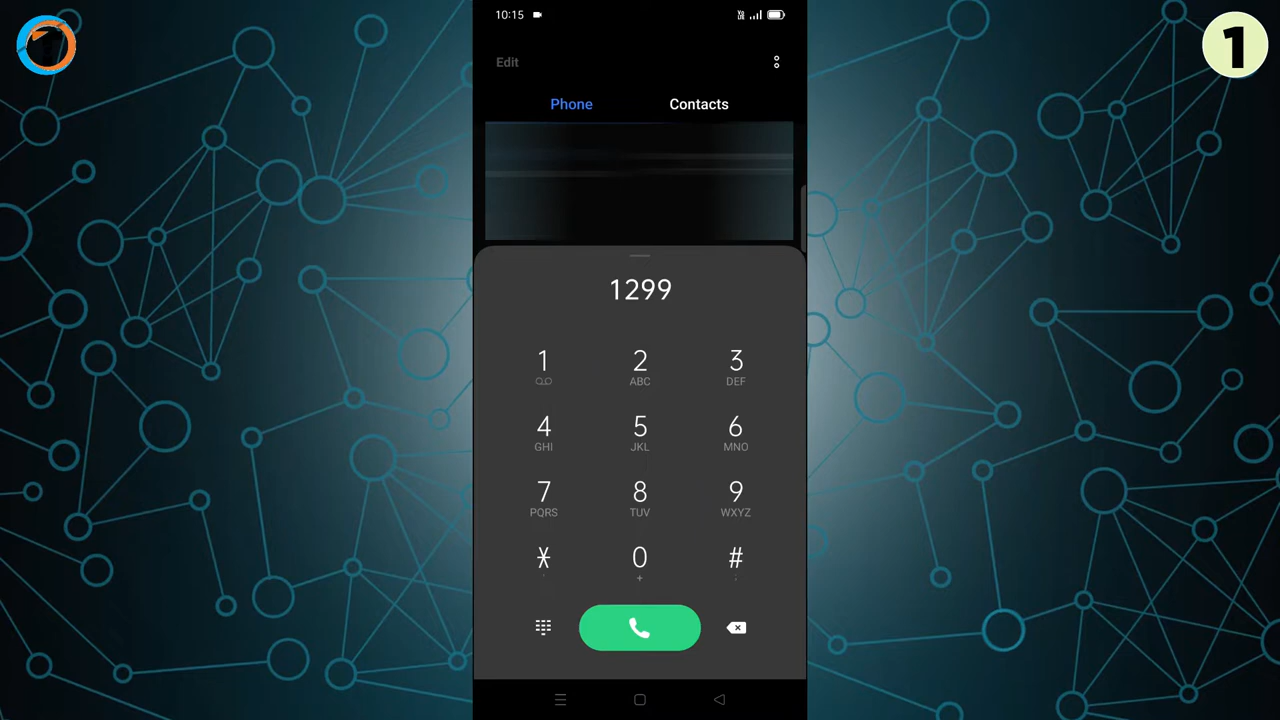 10:15
1
Edit
Phone Contacts
1299
1 2 3
ABC DEF
4 5 6
GHI JKL MNO
7 8 9
PQRS TUV WXYZ
* 0 #
, + ;